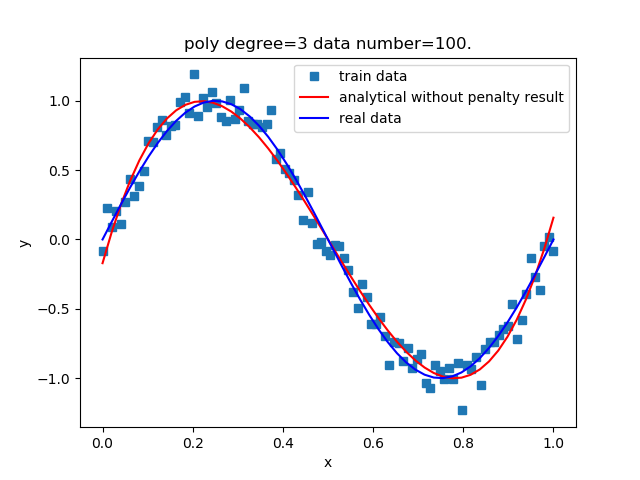 poly degree=3 data number=100.
train data
analytical without penalty result
real data
y
1.0
0.5
0.0
−0.5
−1.0
0.0 0.2 0.4 0.6 0.8 1.0
x